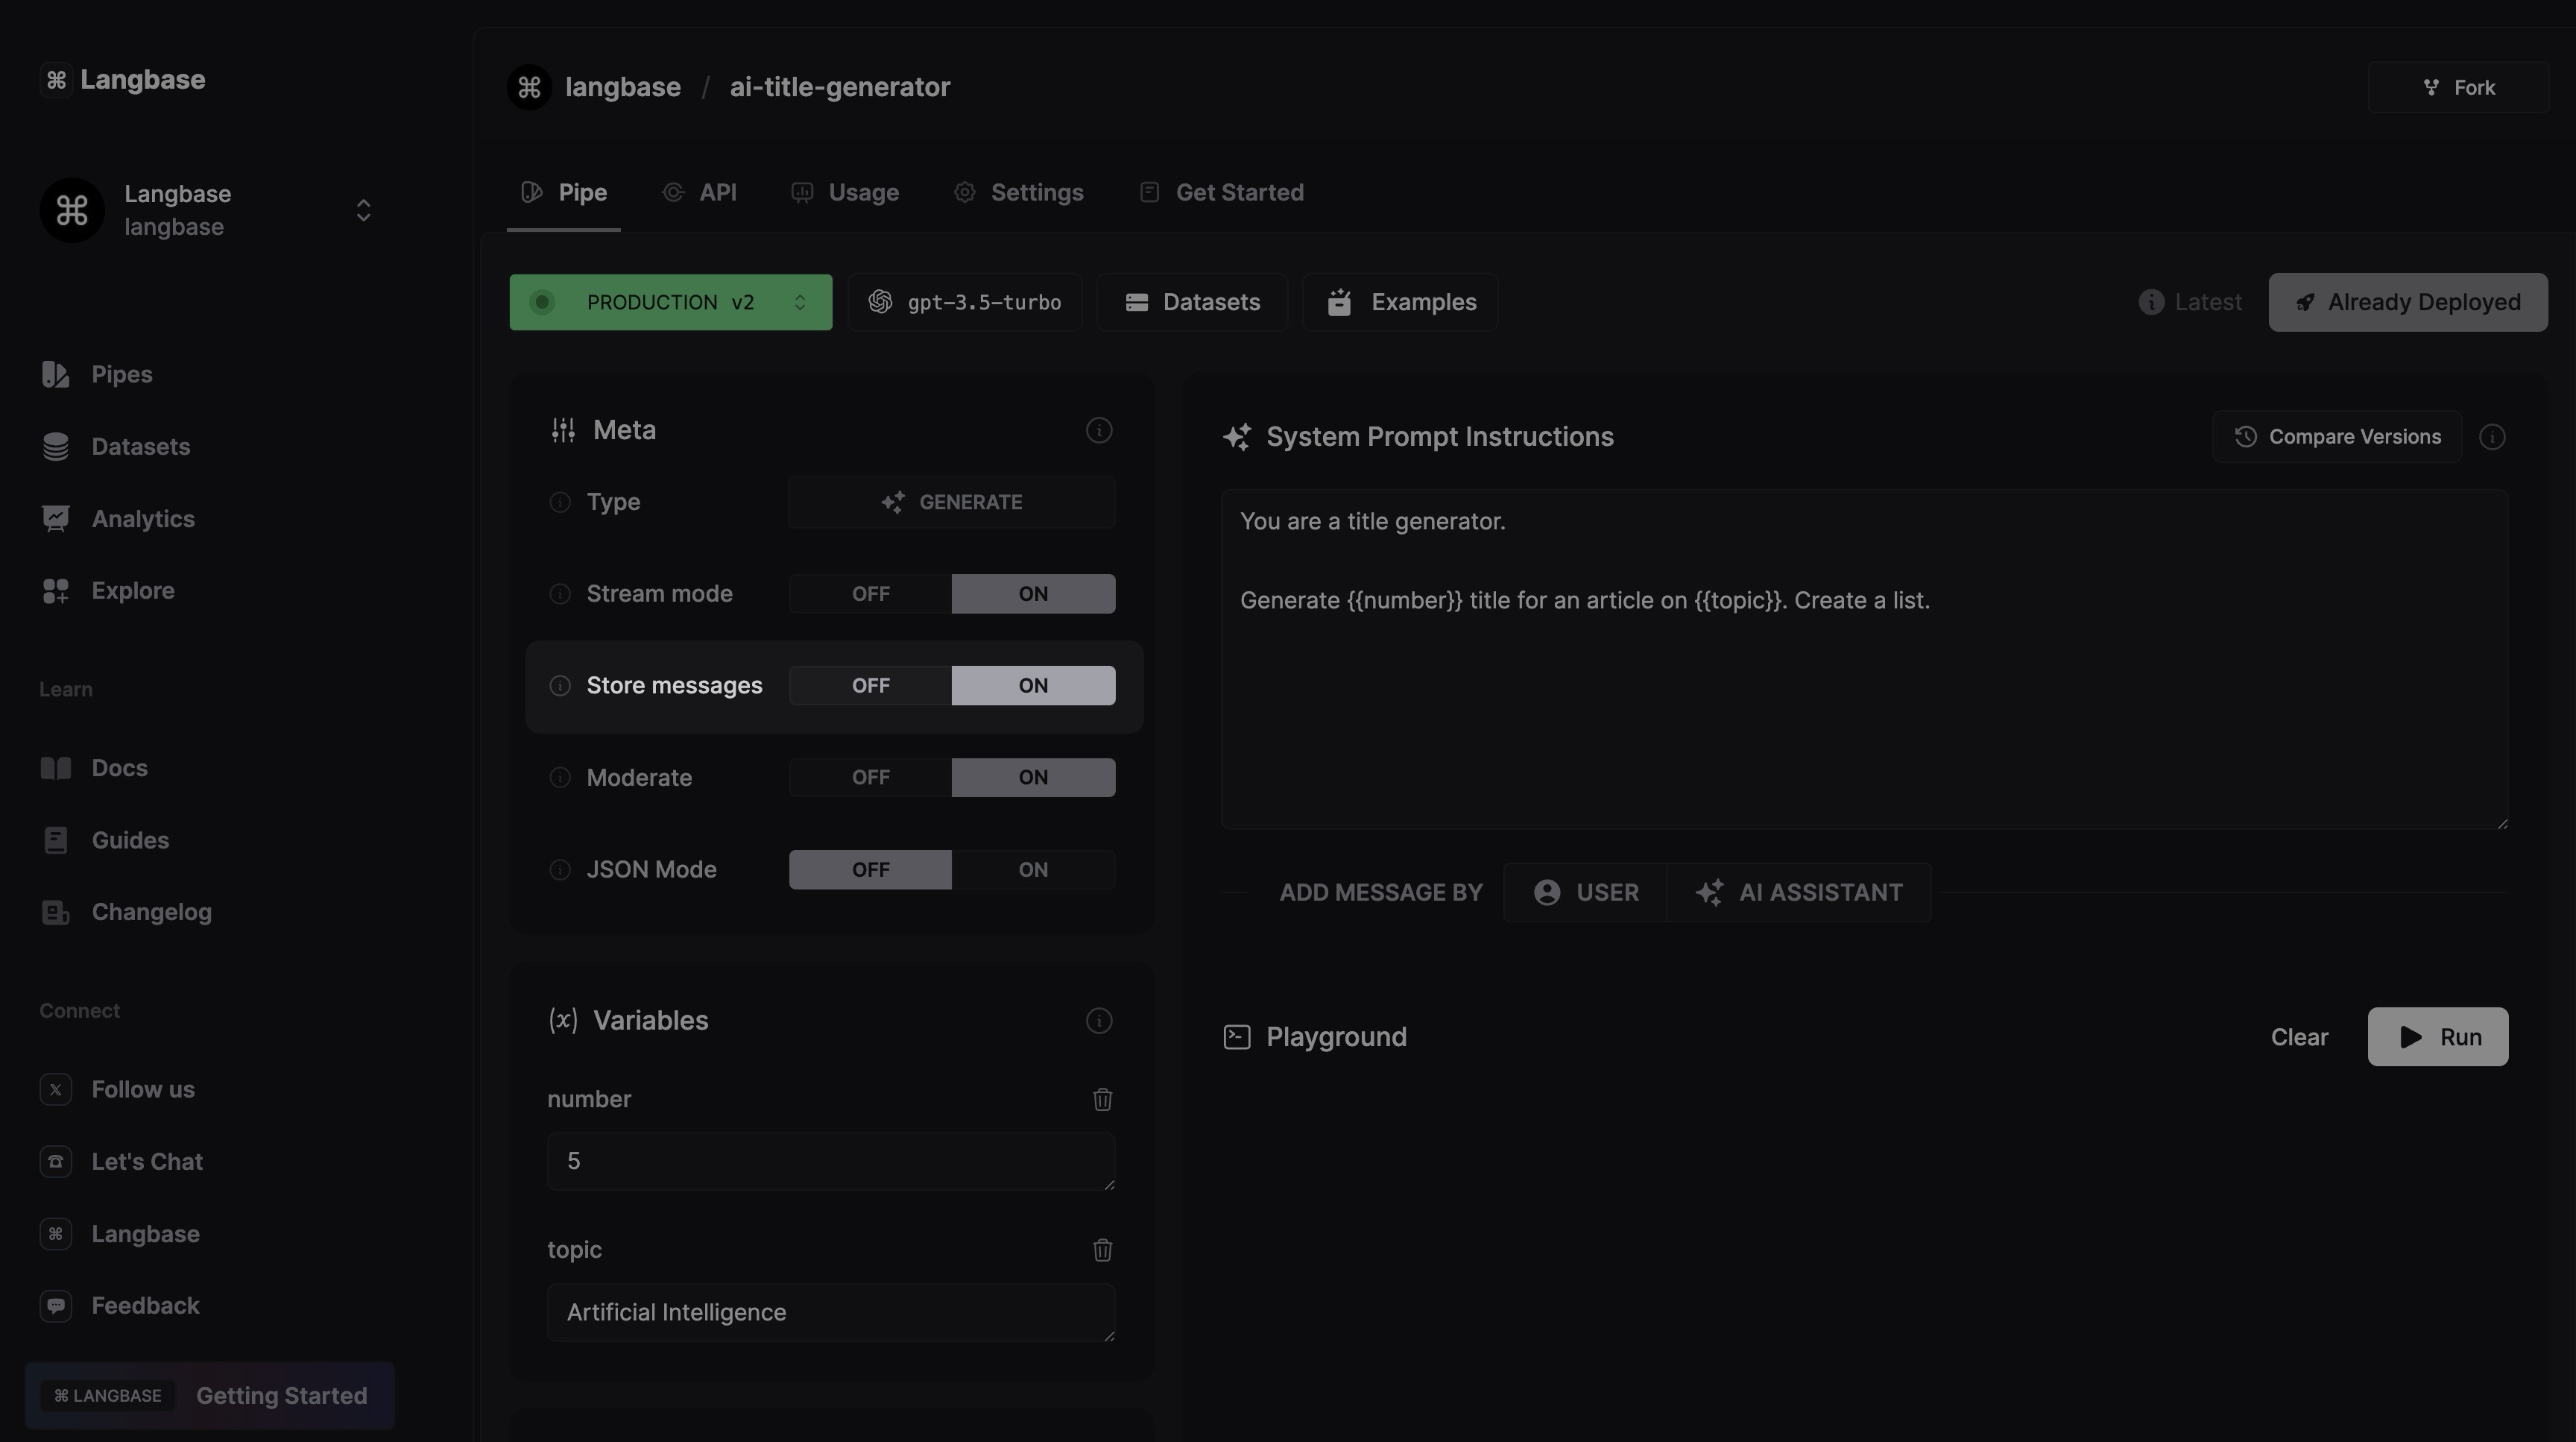 Langbase
Langbase
langbase
Pipes
Datasets
Analytics
Explore
Learn
Docs
Guides
Changelog
Connect
Follow us
Let's Chat
Langbase
Feedback
⌘ LANGBASE Getting Started
langbase / ai-title-generator
Fork
Pipe API Usage Settings Get Started
PRODUCTION v2 gpt-3.5-turbo Datasets Examples
Latest Already Deployed
Meta
Type GENERATE
Stream mode OFF ON
Store messages OFF ON
Moderate OFF ON
JSON Mode OFF ON
(x) Variables
number
5
topic
Artificial Intelligence
System Prompt Instructions
Compare Versions
You are a title generator.
Generate {{number}} title for an article on {{topic}}. Create a list.
ADD MESSAGE BY USER AI ASSISTANT
Playground
Clear Run